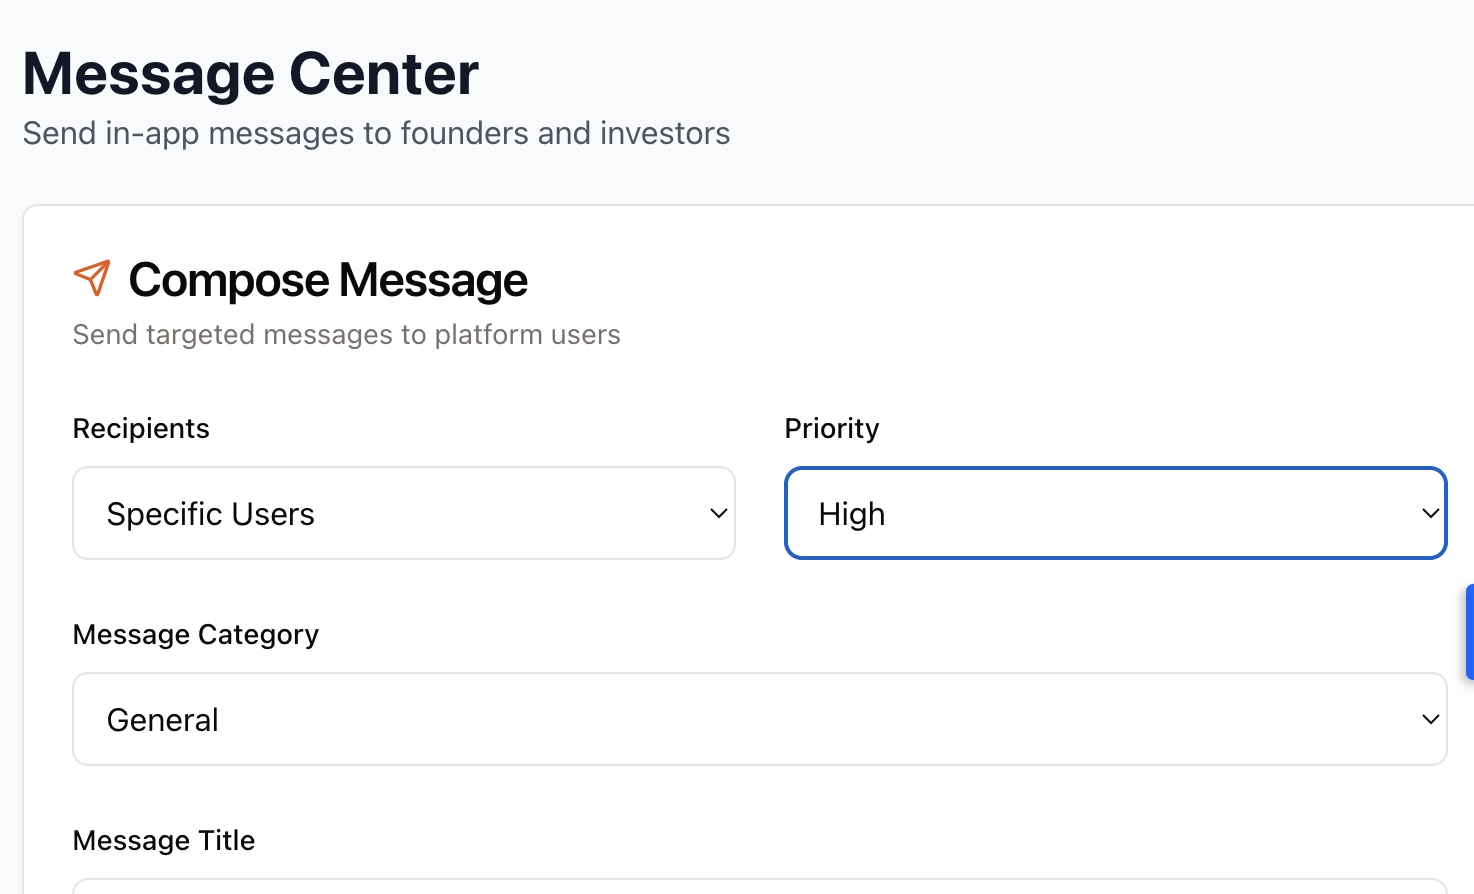 Message Center
Send in-app messages to founders and investors
Compose Message
Send targeted messages to platform users
Recipients
Priority
Specific Users
High
Message Category
General
Message Title